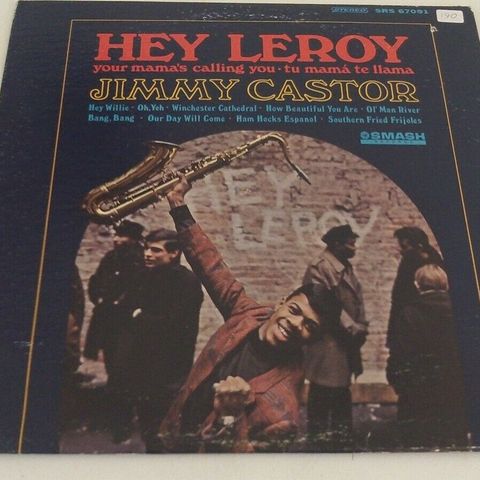 STEREO
SRS 67091
190
HEY LEROY
your mama's calling you · tu mamá te llama
JIMMY CASTOR
Hey Willie · Oh, Yeh · Winchester Cathedral · How Beautiful You Are · Ol' Man River
Bang, Bang · Our Day Will Come · Ham Hocks Espanol · Southern Fried Frijoles
SMASH
RECORDS
HEY
LEROY